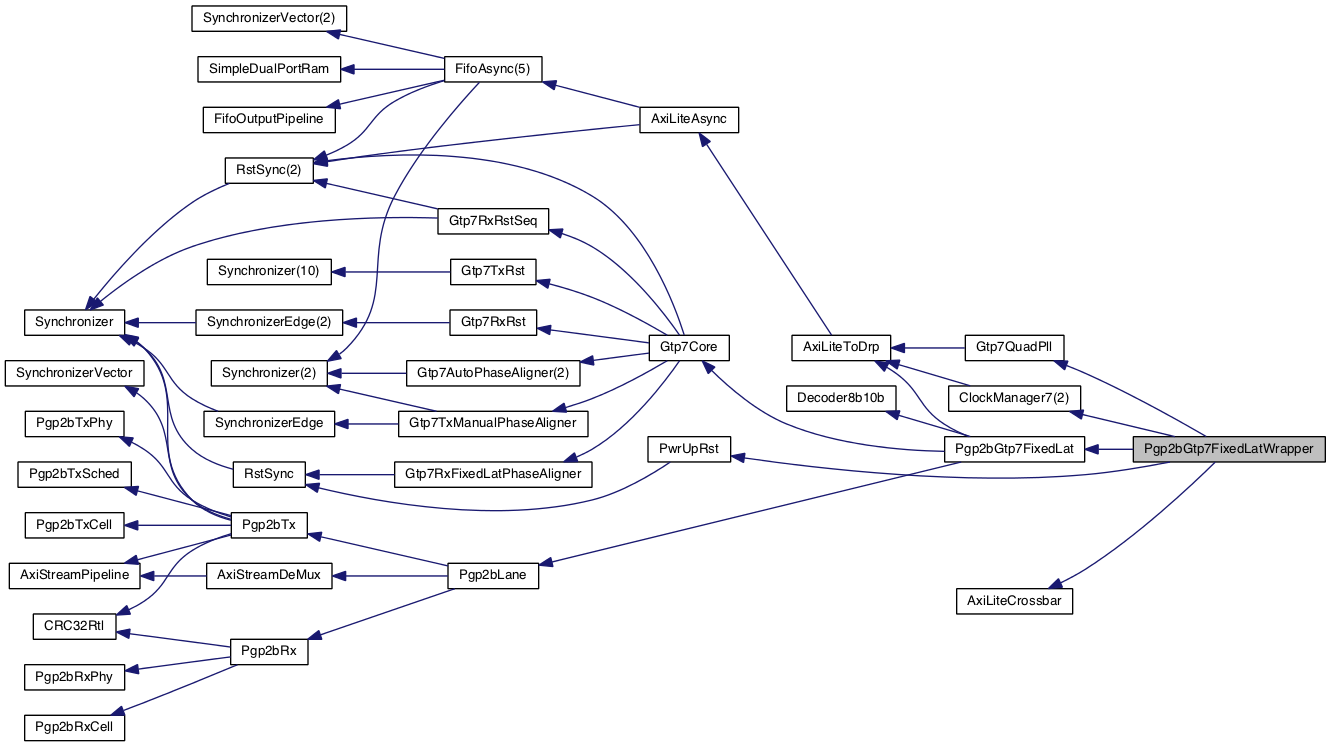 SynchronizerVector(2)
SimpleDualPortRam
FifoAsync(5)
FifoOutputPipeline
AxiLiteAsync
RstSync(2)
Gtp7RxRstSeq
Synchronizer(10)
Gtp7TxRst
Synchronizer
SynchronizerEdge(2)
Gtp7RxRst
Gtp7Core
AxiLiteToDrp
Gtp7QuadPll
SynchronizerVector
Synchronizer(2)
Gtp7AutoPhaseAligner(2)
Decoder8b10b
ClockManager7(2)
Pgp2bTxPhy
SynchronizerEdge
Gtp7TxManualPhaseAligner
PwrUpRst
Pgp2bGtp7FixedLat
Pgp2bGtp7FixedLatWrapper
Pgp2bTxSched
RstSync
Gtp7RxFixedLatPhaseAligner
Pgp2bTxCell
Pgp2bTx
AxiStreamPipeline
AxiStreamDeMux
Pgp2bLane
AxiLiteCrossbar
CRC32Rtl
Pgp2bRx
Pgp2bRxPhy
Pgp2bRxCell